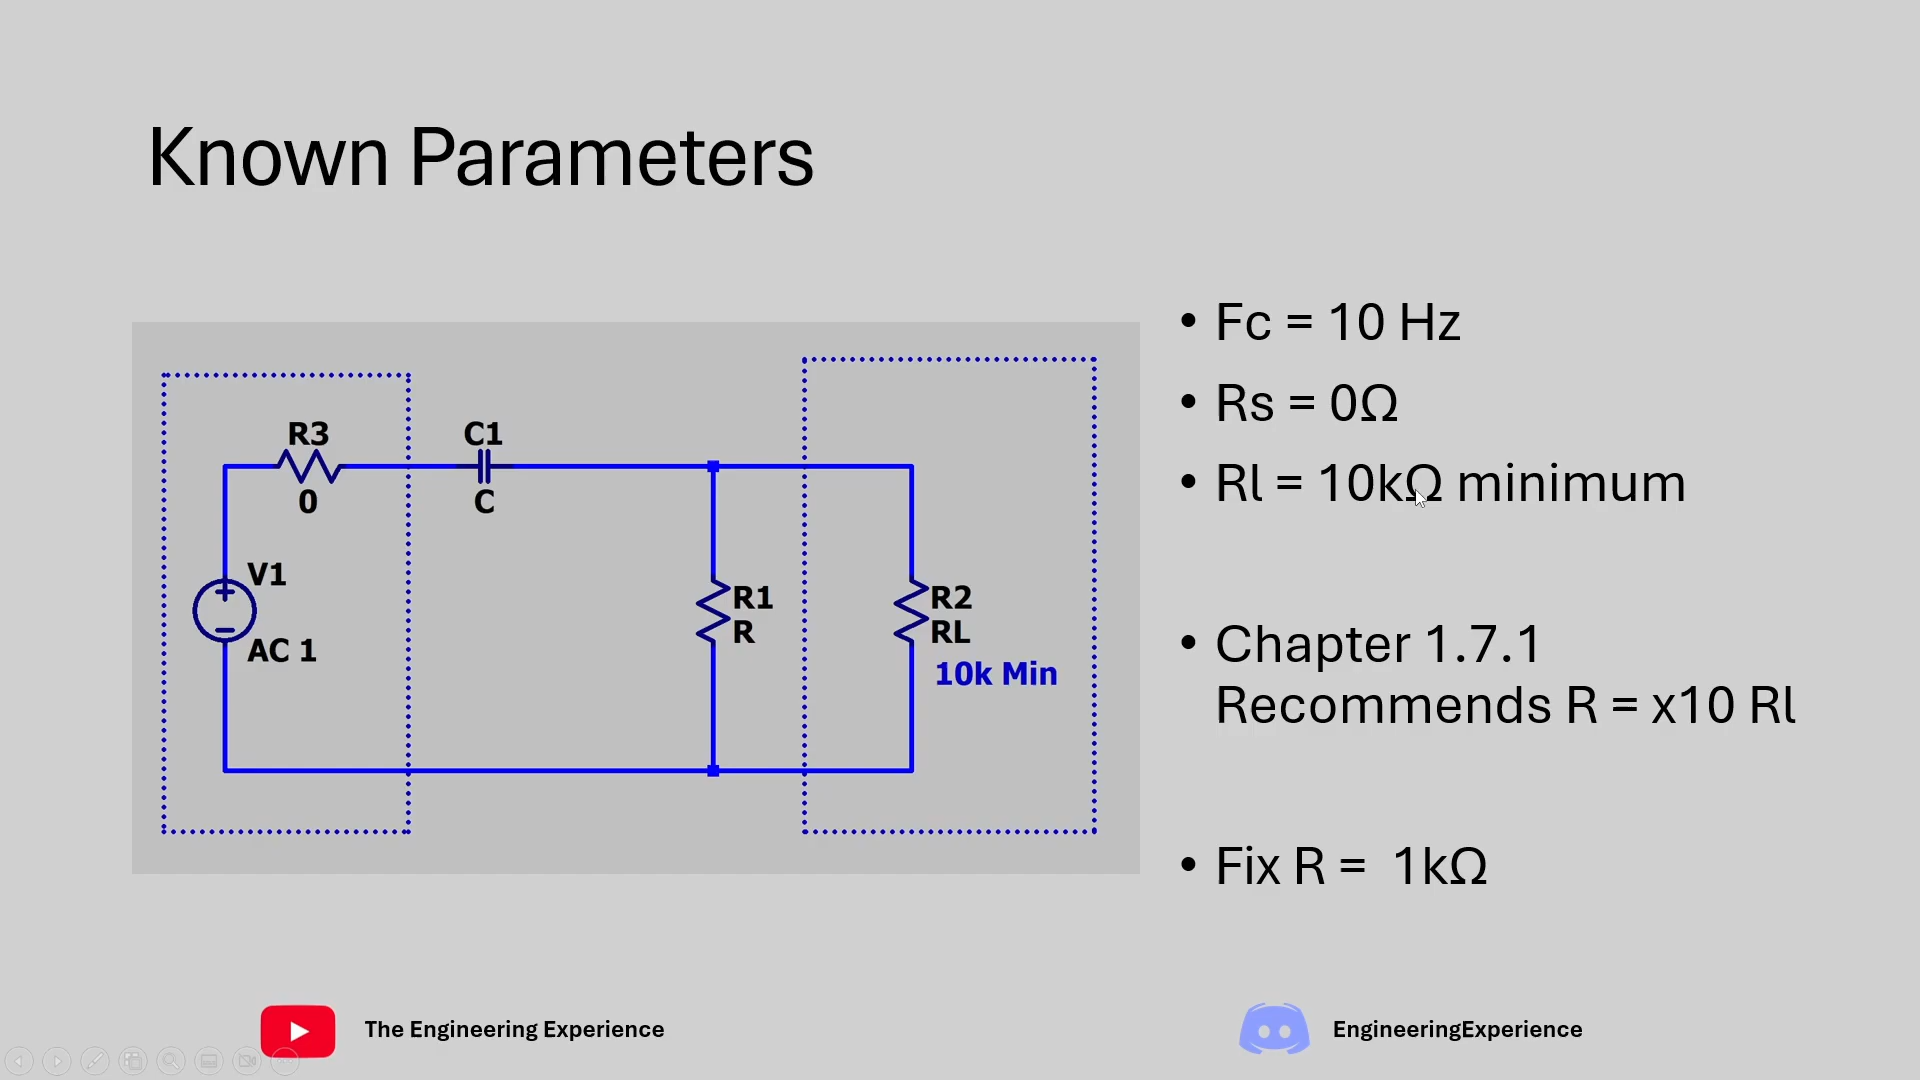 Known Parameters
R3
0
C1
C
V1
AC 1
R1
R
R2
RL
10k Min
• Fc = 10 Hz
• Rs = 0Ω
• Rl = 10kΩ minimum
• Chapter 1.7.1
Recommends R = x10 Rl
• Fix R = 1kΩ
The Engineering Experience
EngineeringExperience